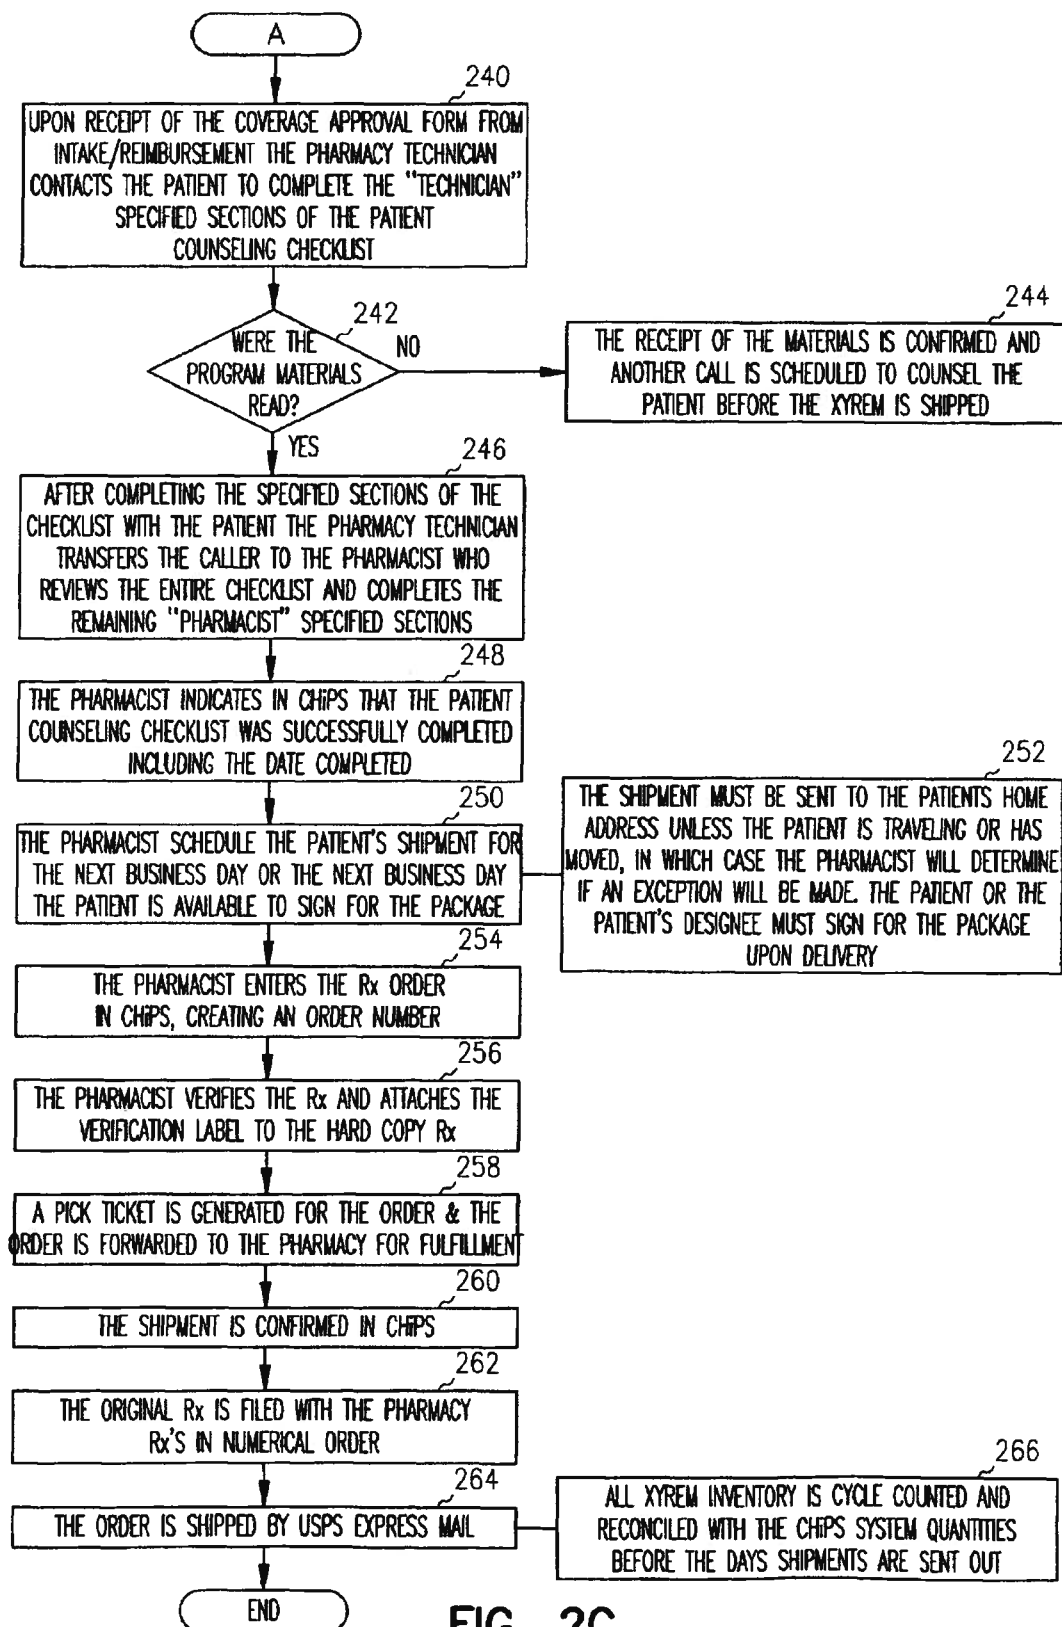 A
240
UPON RECEIPT OF THE COVERAGE APPROVAL FORM FROM
INTAKE/REIMBURSEMENT THE PHARMACY TECHNICIAN
CONTACTS THE PATIENT TO COMPLETE THE "TECHNICIAN"
SPECIFIED SECTIONS OF THE PATIENT
COUNSELING CHECKLIST
242
WERE THE
PROGRAM MATERIALS
READ?
NO
244
THE RECEIPT OF THE MATERIALS IS CONFIRMED AND
ANOTHER CALL IS SCHEDULED TO COUNSEL THE
PATIENT BEFORE THE XYREM IS SHIPPED
YES
246
AFTER COMPLETING THE SPECIFIED SECTIONS OF THE
CHECKLIST WITH THE PATIENT THE PHARMACY TECHNICIAN
TRANSFERS THE CALLER TO THE PHARMACIST WHO
REVIEWS THE ENTIRE CHECKLIST AND COMPLETES THE
REMAINING "PHARMACIST" SPECIFIED SECTIONS
248
THE PHARMACIST INDICATES IN CHiPS THAT THE PATIENT
COUNSELING CHECKLIST WAS SUCCESSFULLY COMPLETED
INCLUDING THE DATE COMPLETED
250
THE PHARMACIST SCHEDULE THE PATIENT'S SHIPMENT FOR
THE NEXT BUSINESS DAY OR THE NEXT BUSINESS DAY
THE PATIENT IS AVAILABLE TO SIGN FOR THE PACKAGE
252
THE SHIPMENT MUST BE SENT TO THE PATIENTS HOME
ADDRESS UNLESS THE PATIENT IS TRAVELING OR HAS
MOVED, IN WHICH CASE THE PHARMACIST WILL DETERMINE
IF AN EXCEPTION WILL BE MADE. THE PATIENT OR THE
PATIENT'S DESIGNEE MUST SIGN FOR THE PACKAGE
UPON DELIVERY
254
THE PHARMACIST ENTERS THE Rx ORDER
IN CHiPS, CREATING AN ORDER NUMBER
256
THE PHARMACIST VERIFIES THE Rx AND ATTACHES THE
VERIFICATION LABEL TO THE HARD COPY Rx
258
A PICK TICKET IS GENERATED FOR THE ORDER & THE
ORDER IS FORWARDED TO THE PHARMACY FOR FULFILLMENT
260
THE SHIPMENT IS CONFIRMED IN CHiPS
262
THE ORIGINAL Rx IS FILED WITH THE PHARMACY
Rx'S IN NUMERICAL ORDER
264
THE ORDER IS SHIPPED BY USPS EXPRESS MAIL
266
ALL XYREM INVENTORY IS CYCLE COUNTED AND
RECONCILED WITH THE CHiPS SYSTEM QUANTITIES
BEFORE THE DAYS SHIPMENTS ARE SENT OUT
END
FIG. 2C